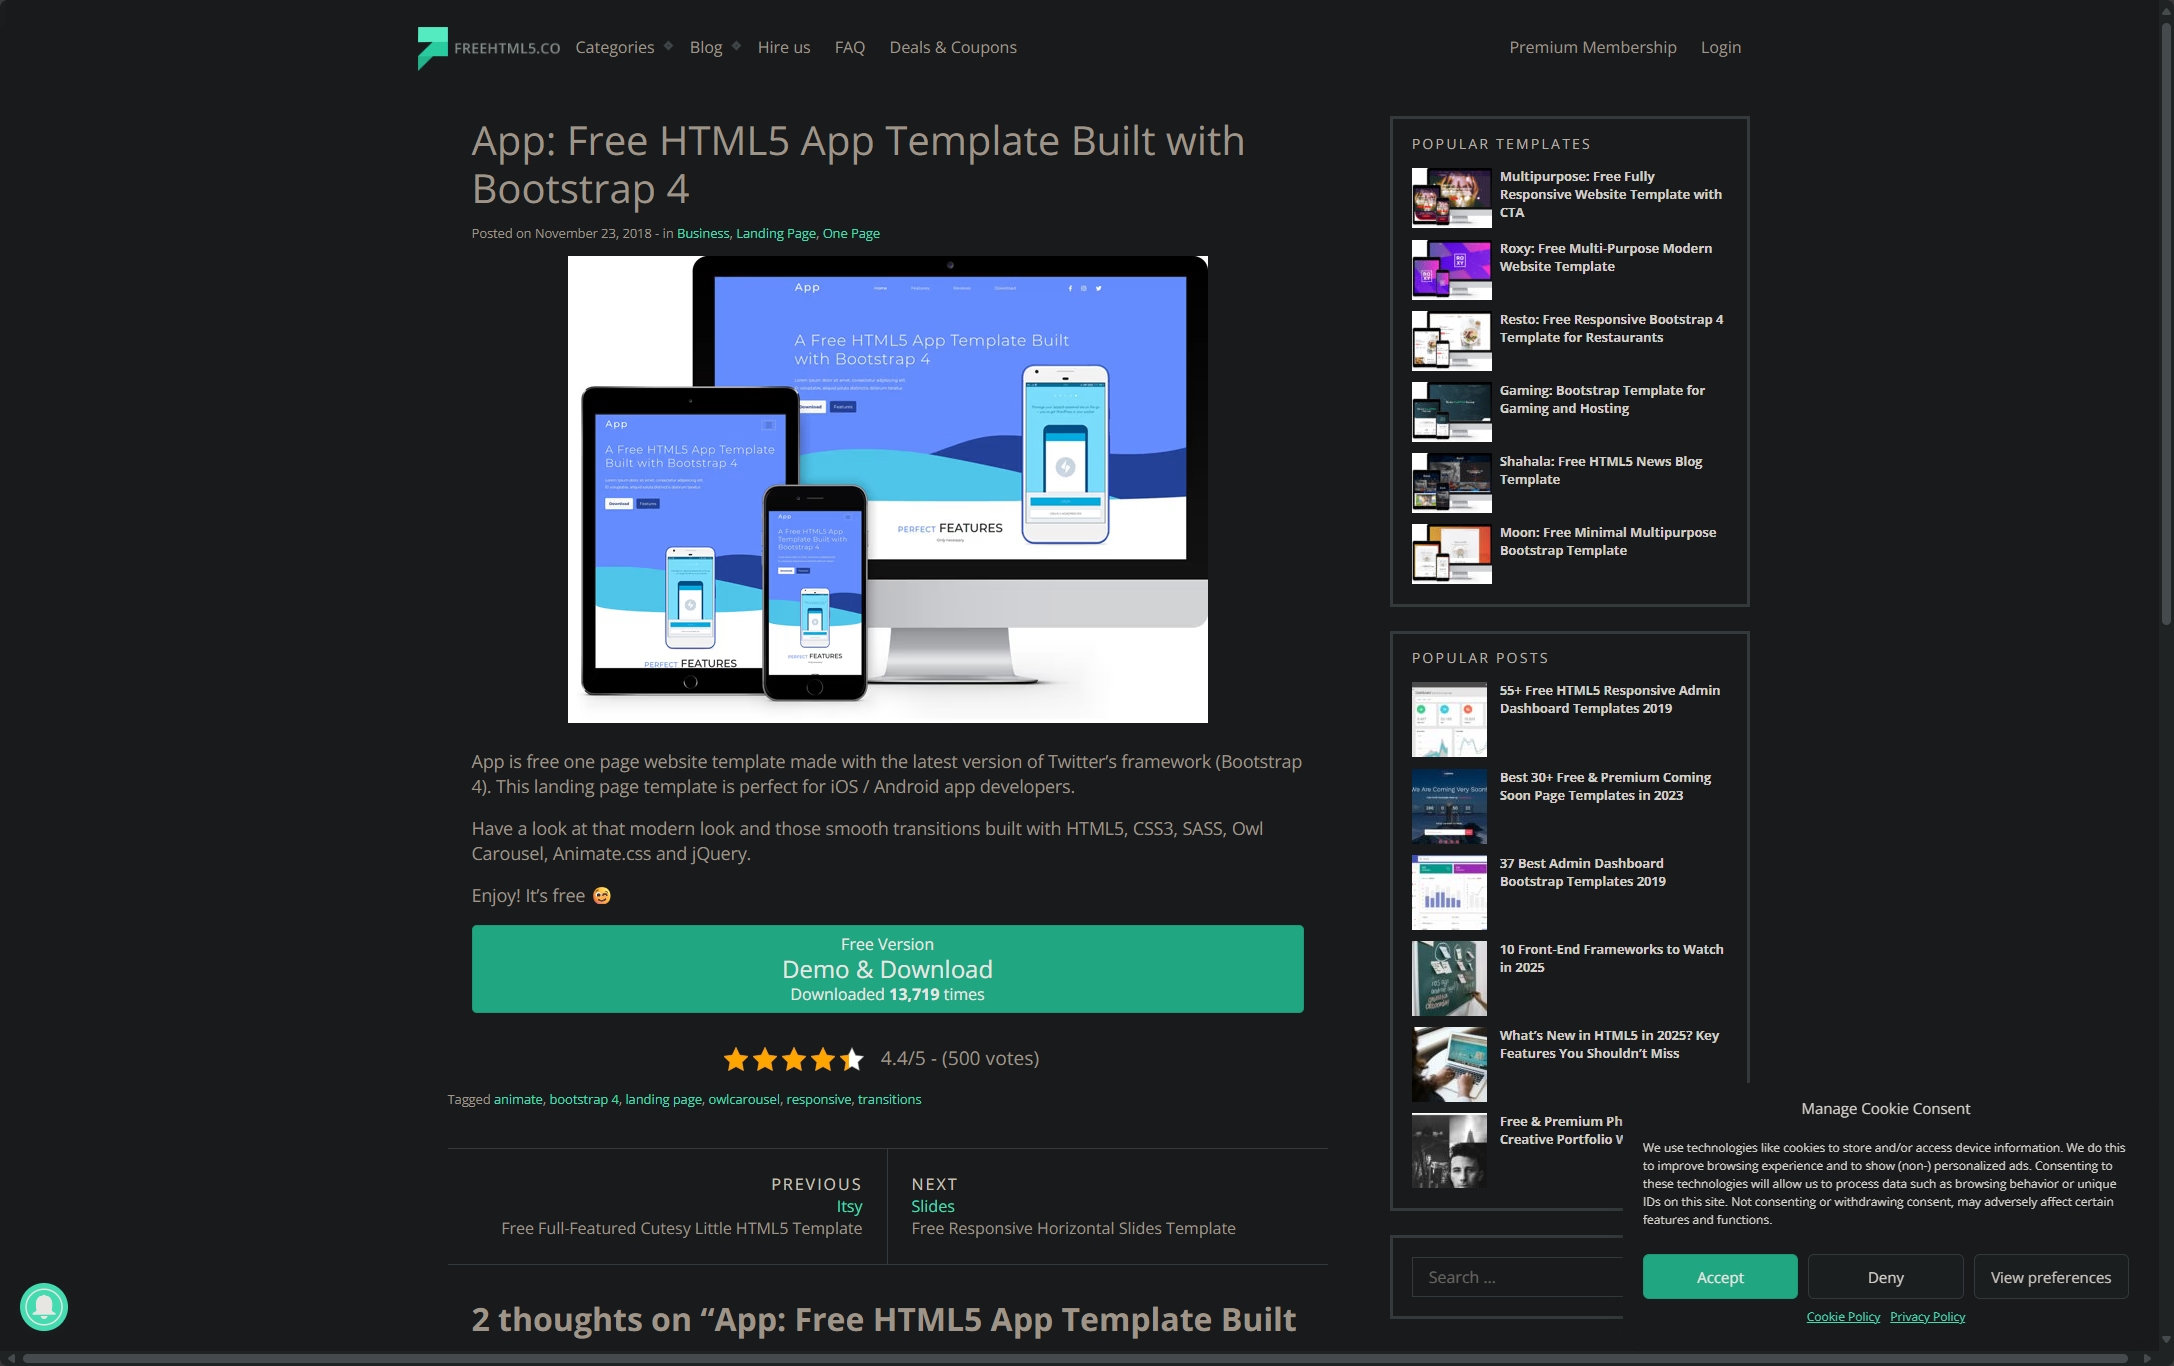 FREEHTML5.CO
Categories
Blog
Hire us
FAQ
Deals & Coupons
Premium Membership
Login
App: Free HTML5 App Template Built with
Bootstrap 4
Posted on November 23, 2018 - in Business, Landing Page, One Page
App
Home
Features
Reviews
Download
A Free HTML5 App Template Built
with Bootstrap 4
Download
Features
PERFECT FEATURES
Only necessary
App
A Free HTML5 App Template
Built with Bootstrap 4
Download
Features
PERFECT FEATURES
App
A Free HTML5 App
Template Built with
Bootstrap 4
PERFECT FEATURES
App is free one page website template made with the latest version of Twitter’s framework (Bootstrap
4). This landing page template is perfect for iOS / Android app developers.
Have a look at that modern look and those smooth transitions built with HTML5, CSS3, SASS, Owl
Carousel, Animate.css and jQuery.
Enjoy! It’s free
Free Version
Demo & Download
Downloaded 13,719 times
4.4/5 - (500 votes)
Tagged animate, bootstrap 4, landing page, owlcarousel, responsive, transitions
PREVIOUS
Itsy
Free Full-Featured Cutesy Little HTML5 Template
NEXT
Slides
Free Responsive Horizontal Slides Template
2 thoughts on “App: Free HTML5 App Template Built
POPULAR TEMPLATES
Multipurpose: Free Fully
Responsive Website Template with
CTA
Roxy: Free Multi-Purpose Modern
Website Template
Resto: Free Responsive Bootstrap 4
Template for Restaurants
Gaming: Bootstrap Template for
Gaming and Hosting
Shahala: Free HTML5 News Blog
Template
Moon: Free Minimal Multipurpose
Bootstrap Template
POPULAR POSTS
55+ Free HTML5 Responsive Admin
Dashboard Templates 2019
We Are Coming Very Soon!
Best 30+ Free & Premium Coming
Soon Page Templates in 2023
37 Best Admin Dashboard
Bootstrap Templates 2019
10 Front-End Frameworks to Watch
in 2025
What’s New in HTML5 in 2025? Key
Features You Shouldn’t Miss
Free & Premium Ph
Creative Portfolio W
Search ...
Manage Cookie Consent
We use technologies like cookies to store and/or access device information. We do this
to improve browsing experience and to show (non-) personalized ads. Consenting to
these technologies will allow us to process data such as browsing behavior or unique
IDs on this site. Not consenting or withdrawing consent, may adversely affect certain
features and functions.
Accept
Deny
View preferences
Cookie Policy
Privacy Policy